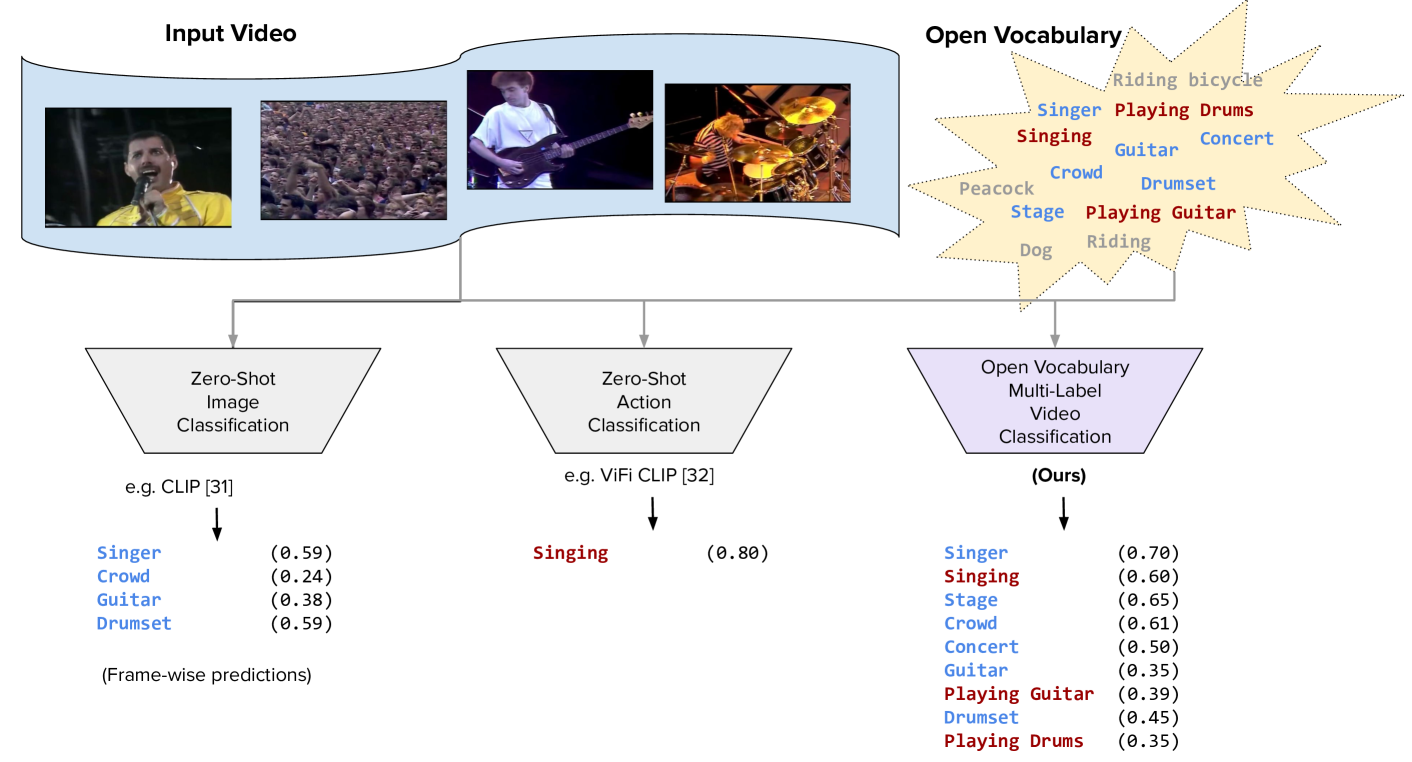 Input Video
Open Vocabulary
Riding bicycle
Singer Playing Drums
Singing
Concert
Guitar
Crowd
Peacock
Drumset
Stage Playing Guitar
Dog
Riding
Zero-Shot
Image
Classification
e.g. CLIP [31]
Singer (0.59)
Crowd (0.24)
Guitar (0.38)
Drumset (0.59)
(Frame-wise predictions)
Zero-Shot
Action
Classification
e.g. ViFi CLIP [32]
Singing (0.80)
Open Vocabulary
Multi-Label
Video
Classification
(Ours)
Singer (0.70)
Singing (0.60)
Stage (0.65)
Crowd (0.61)
Concert (0.50)
Guitar (0.35)
Playing Guitar (0.39)
Drumset (0.45)
Playing Drums (0.35)